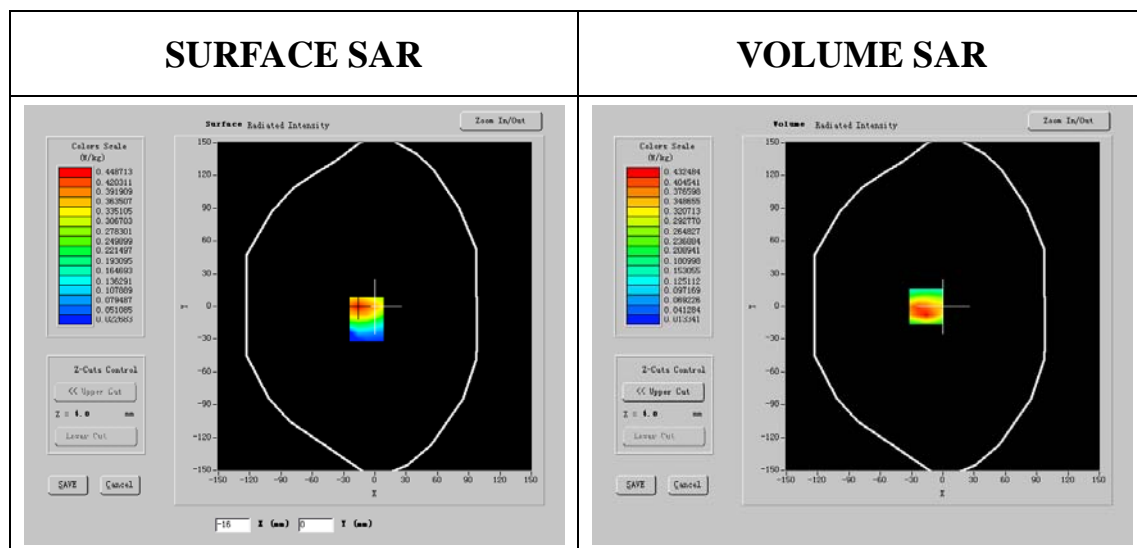 SURFACE SAR
VOLUME SAR
Surface Radiated Intensity
Zoom In/Out
Colors Scale
(W/kg)
0.448713
0.420311
0.391909
0.363507
0.335105
0.306703
0.278301
0.249899
0.221497
0.193095
0.164693
0.136291
0.107889
0.079487
0.051085
0.022683
150
120
90
60
30
0
-30
-60
-90
-120
-150
Y
-150 -120 -90 -60 -30 0 30 60 90 120 150
X
Z-Cuts Control
<< Upper Cut
Z = 4.0 mm
Lower Cut
SAVE Cancel
-16 X (mm) 0 Y (mm)
Volume Radiated Intensity
Zoom In/Out
Colors Scale
(W/kg)
0.432484
0.404541
0.376598
0.348655
0.320713
0.292770
0.264827
0.236884
0.208941
0.180998
0.153055
0.125112
0.097169
0.069226
0.041284
0.013341
150
120
90
60
30
0
-30
-60
-90
-120
-150
Y
-150 -120 -90 -60 -30 0 30 60 90 120 150
X
Z-Cuts Control
<< Upper Cut
Z = 4.0 mm
Lower Cut
SAVE Cancel